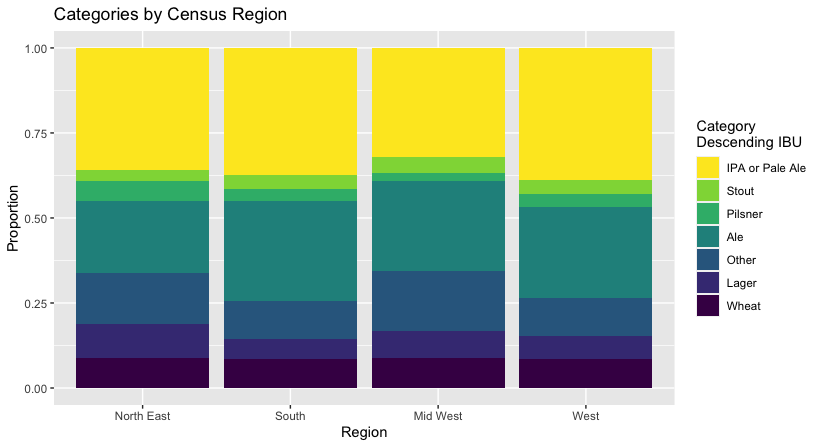 Categories by Census Region
Proportion
1.00
0.75
0.50
0.25
0.00
North East
South
Mid West
West
Region
Category
Descending IBU
IPA or Pale Ale
Stout
Pilsner
Ale
Other
Lager
Wheat